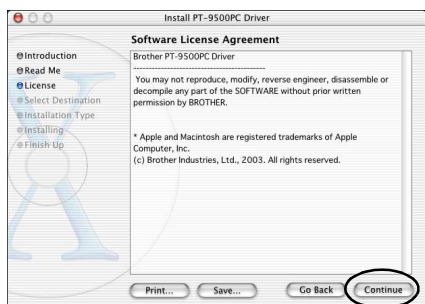 Install PT-9500PC Driver
Software License Agreement
Introduction
Read Me
License
Select Destination
Installation Type
Installing
Finish Up
Brother PT-9500PC Driver
------------------------------------------
You may not reproduce, modify, reverse engineer, disassemble or
decompile any part of the SOFTWARE without prior written
permission by BROTHER.
* Apple and Macintosh are registered trademarks of Apple
Computer, Inc.
(c) Brother Industries, Ltd., 2003. All rights reserved.
Print... Save... Go Back Continue